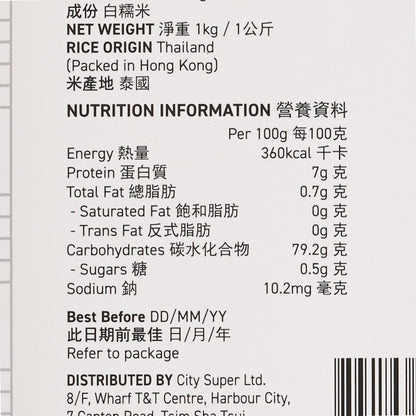 成份 白糯米
NET WEIGHT 淨重 1kg / 1公斤
RICE ORIGIN Thailand
(Packed in Hong Kong)
米產地 泰國
NUTRITION INFORMATION 營養資料
Per 100g 每100克
Energy 熱量 360kcal 千卡
Protein 蛋白質 7g 克
Total Fat 總脂肪 0.7g 克
- Saturated Fat 飽和脂肪 0g 克
- Trans Fat 反式脂肪 0g 克
Carbohydrates 碳水化合物 79.2g 克
- Sugars 糖 0.5g 克
Sodium 鈉 10.2mg 毫克
Best Before DD/MM/YY
此日期前最佳 日/月/年
Refer to package
DISTRIBUTED BY City Super Ltd.
8/F, Wharf T&T Centre, Harbour City,
7 Canton Road, Tsim Sha Tsui